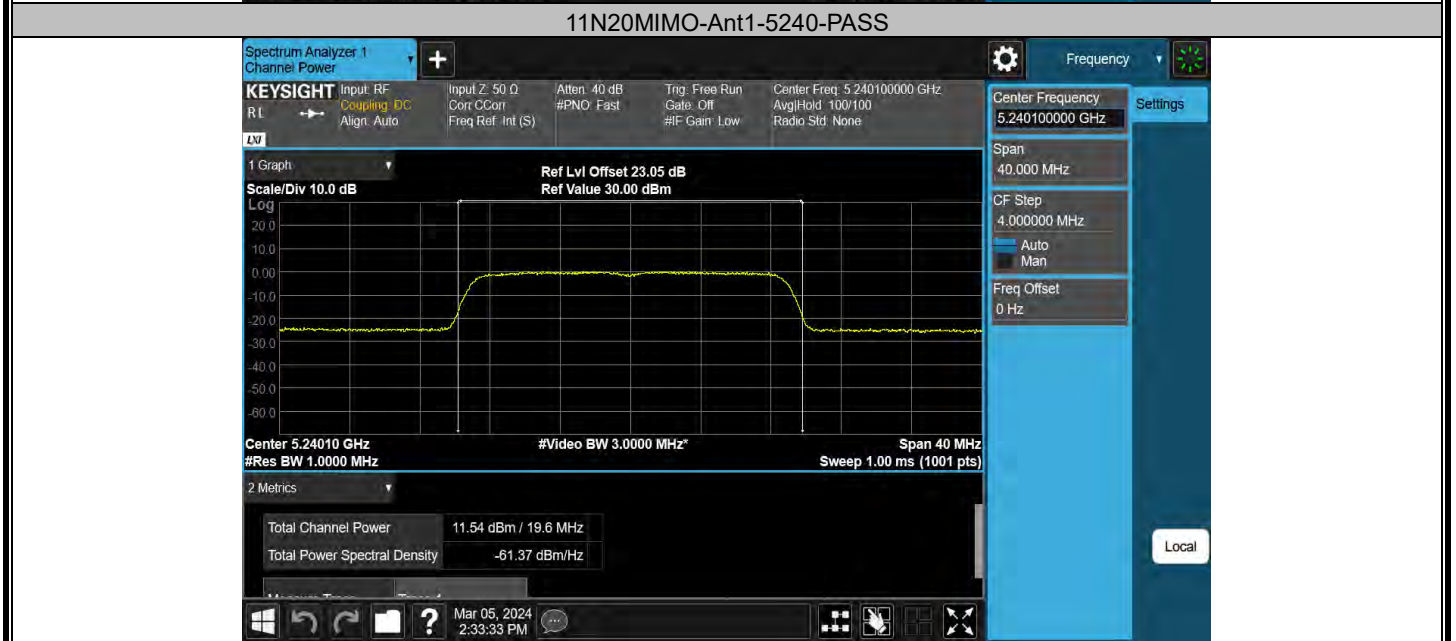 11N20MIMO-Ant1-5240-PASS
Spectrum Analyzer 1
Channel Power
+
Frequency
KEYSIGHT
Input: RF
Coupling: DC
Align: Auto
Input Z: 50 Ω
Corr CCorr
Freq Ref: Int (S)
Atten: 40 dB
#PNO: Fast
Trig: Free Run
Gate: Off
#IF Gain: Low
Center Freq: 5.240100000 GHz
Avg|Hold: 100/100
Radio Std: None
LXI
Center Frequency
5.240100000 GHz
Settings
Span
40.000 MHz
CF Step
4.000000 MHz
Auto
Man
Freq Offset
0 Hz
1 Graph
Scale/Div 10.0 dB
Ref Lvl Offset 23.05 dB
Ref Value 30.00 dBm
Log
20.0
10.0
0.00
-10.0
-20.0
-30.0
-40.0
-50.0
-60.0
Center 5.24010 GHz
#Video BW 3.0000 MHz*
Span 40 MHz
#Res BW 1.0000 MHz
Sweep 1.00 ms (1001 pts)
2 Metrics
Total Channel Power 11.54 dBm / 19.6 MHz
Total Power Spectral Density -61.37 dBm/Hz
Local
?
Mar 05, 2024
2:33:33 PM